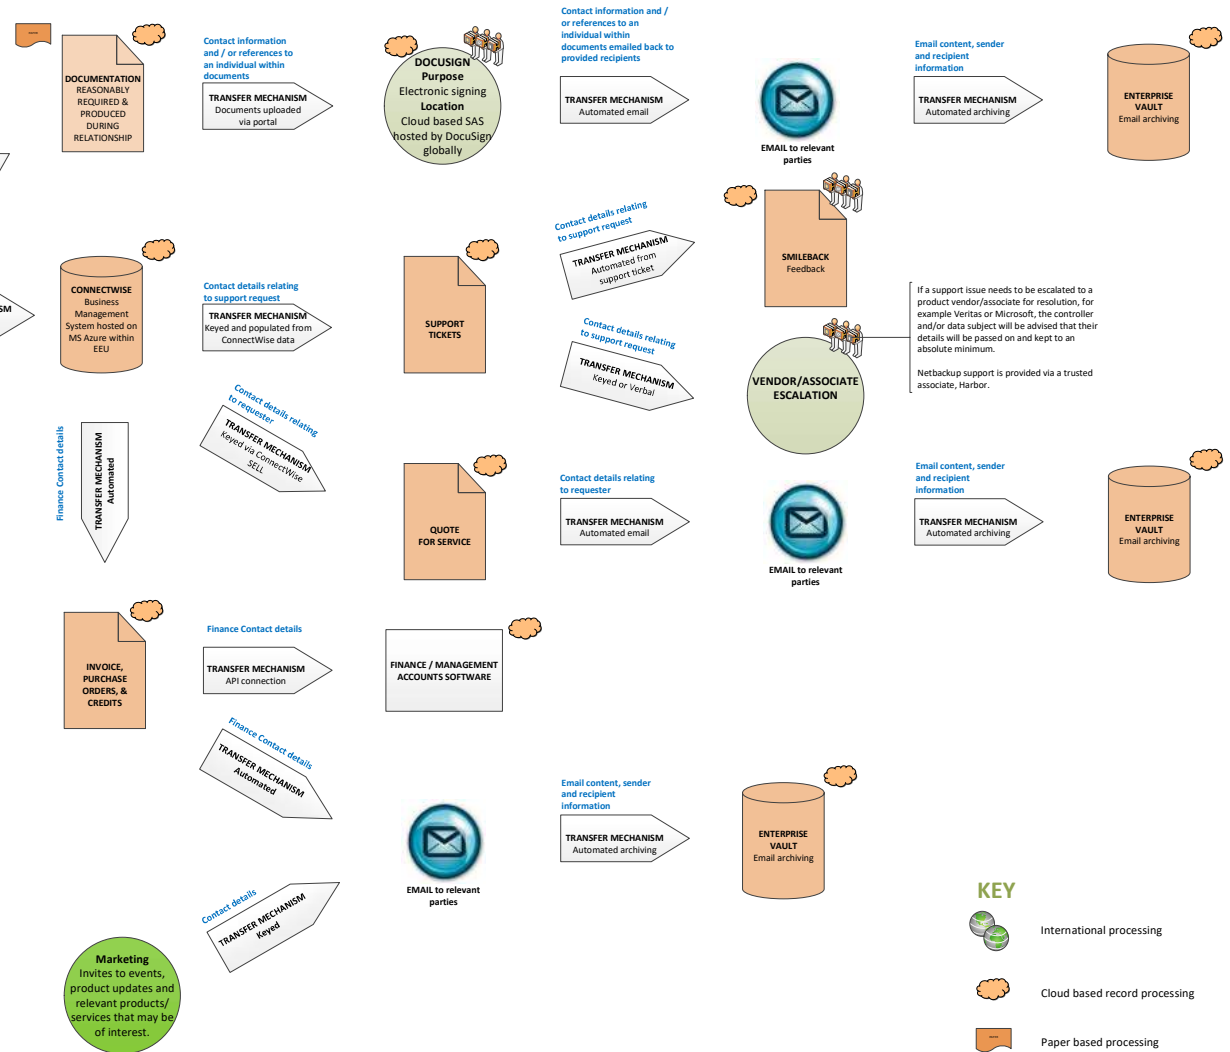 DOCUMENTATION
REASONABLY
REQUIRED &
PRODUCED
DURING
RELATIONSHIP
Contact information
and / or references to
an individual within
documents
TRANSFER MECHANISM
Documents uploaded
via portal
DOCUSIGN
Purpose
Electronic signing
Location
Cloud based SAS
hosted by DocuSign
globally
Contact information and /
or references to an
individual within
documents emailed back to
provided recipients
TRANSFER MECHANISM
Automated email
EMAIL to relevant
parties
Email content, sender
and recipient
information
TRANSFER MECHANISM
Automated archiving
ENTERPRISE
VAULT
Email archiving
SM
CONNECTWISE
Business
Management
System hosted on
MS Azure within
EEU
Contact details relating
to support request
TRANSFER MECHANISM
Keyed and populated from
ConnectWise data
SUPPORT
TICKETS
Contact details relating
to support request
TRANSFER MECHANISM
Automated from
support ticket
SMILEBACK
Feedback
Contact details relating
to support request
TRANSFER MECHANISM
Keyed or Verbal
VENDOR/ASSOCIATE
ESCALATION
If a support issue needs to be escalated to a
product vendor/associate for resolution, for
example Veritas or Microsoft, the controller
and/or data subject will be advised that their
details will be passed on and kept to an
absolute minimum.
Netbackup support is provided via a trusted
associate, Harbor.
Contact details relating
to requester
TRANSFER MECHANISM
Keyed via ConnectWise
SELL
Finance Contact details
TRANSFER MECHANISM
Automated
QUOTE
FOR SERVICE
Contact details relating
to requester
TRANSFER MECHANISM
Automated email
EMAIL to relevant
parties
Email content, sender
and recipient
information
TRANSFER MECHANISM
Automated archiving
ENTERPRISE
VAULT
Email archiving
INVOICE,
PURCHASE
ORDERS, &
CREDITS
Finance Contact details
TRANSFER MECHANISM
API connection
FINANCE / MANAGEMENT
ACCOUNTS SOFTWARE
Finance Contact details
TRANSFER MECHANISM
Automated
EMAIL to relevant
parties
Email content, sender
and recipient
information
TRANSFER MECHANISM
Automated archiving
ENTERPRISE
VAULT
Email archiving
Contact details
TRANSFER MECHANISM
Keyed
Marketing
Invites to events,
product updates and
relevant products/
services that may be
of interest.
KEY
International processing
Cloud based record processing
Paper based processing